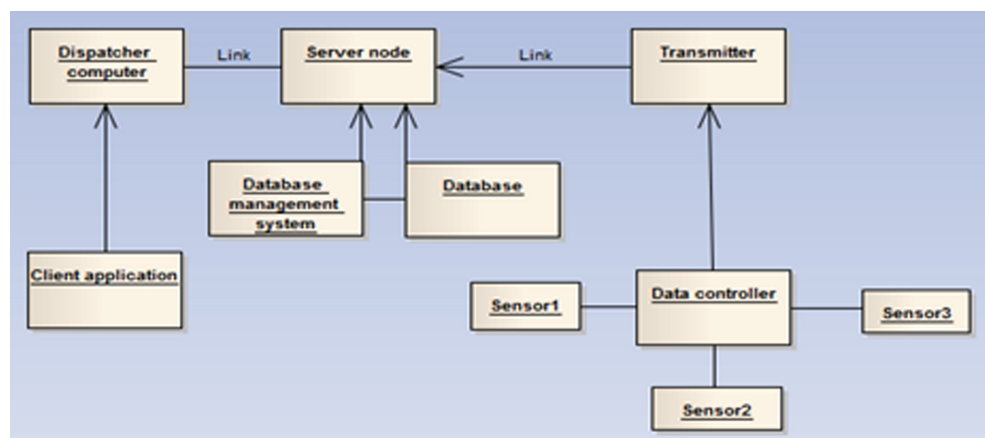 Dispatcher
computer
Link
Server node
Link
Transmitter
Database
management
system
Database
Client application
Data controller
Sensor1
Sensor3
Sensor2